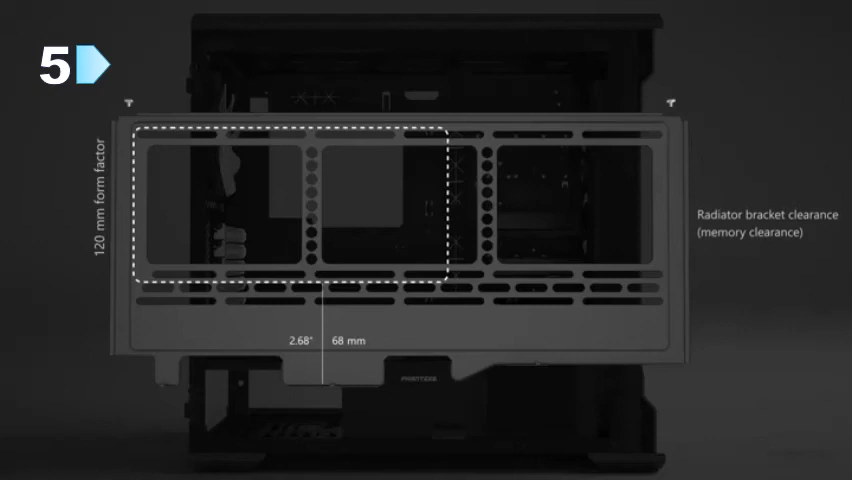 5
120 mm form factor
Radiator bracket clearance
(memory clearance)
2.68" 68 mm
PHANTEKS